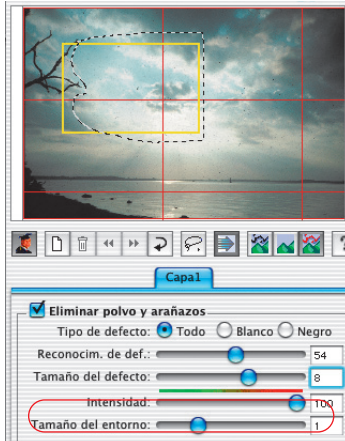 ?
Capa1
Eliminar polvo y arañazos
Tipo de defecto: Todo Blanco Negro
Reconocim. de def.: 54
Tamaño del defecto: 8
Intensidad: 100
Tamaño del entorno: 1